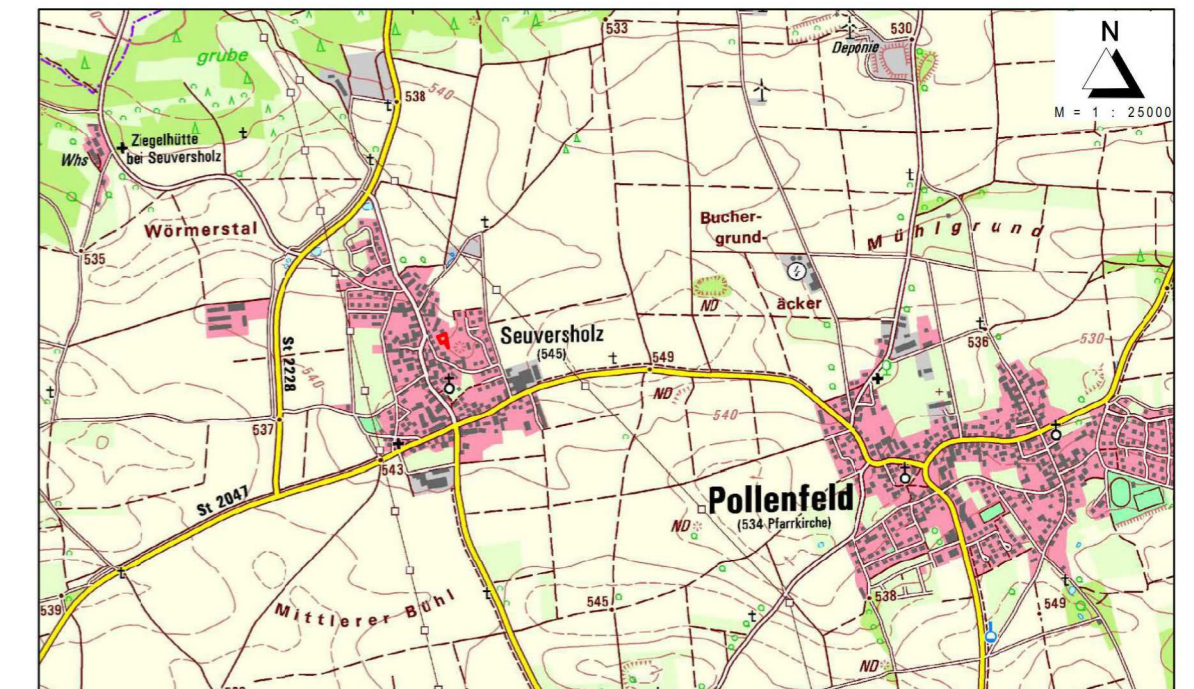 533
530
N
Deponie
grube
M = 1 : 25000
540
538
Ziegelhütte
bei Seuversholz
Whs
Wörmerstal
Bucher-
grund-
äcker
Mühlgrund
535
ND
St 2228
540
Seuversholz
(545)
536
530
549
ND
540
537
543
St 2047
Pollenfeld
(534 Pfarrkirche)
ND
539
Mittlerer Bühl
545
538
549
ND